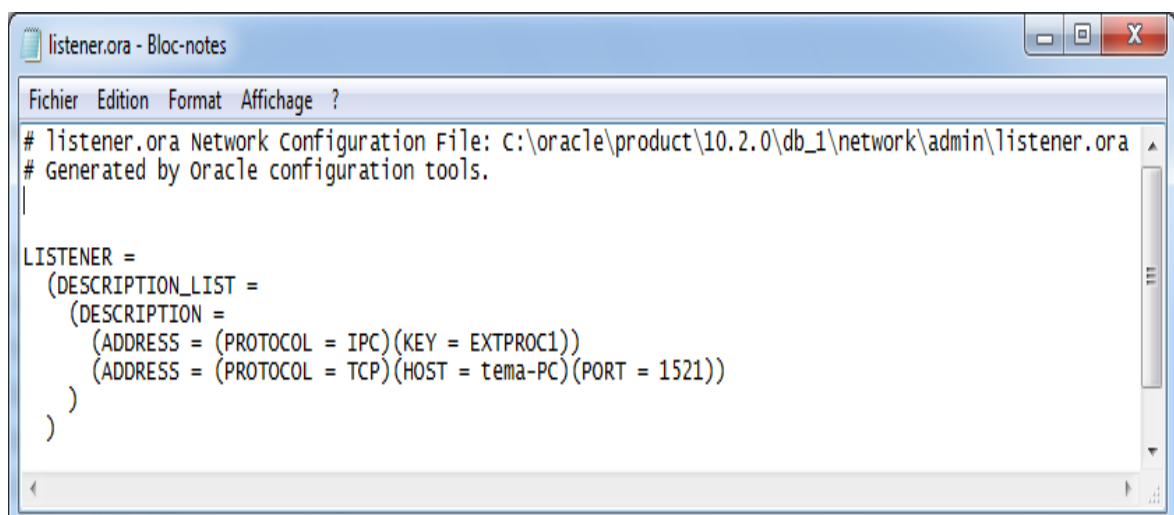 listener.ora - Bloc-notes
Fichier Edition Format Affichage ?
# listener.ora Network Configuration File: C:\oracle\product\10.2.0\db_1\network\admin\listener.ora
# Generated by Oracle configuration tools.
LISTENER =
(DESCRIPTION_LIST =
(DESCRIPTION =
(ADDRESS = (PROTOCOL = IPC)(KEY = EXTPROC1))
(ADDRESS = (PROTOCOL = TCP)(HOST = tema-PC)(PORT = 1521))
)
)